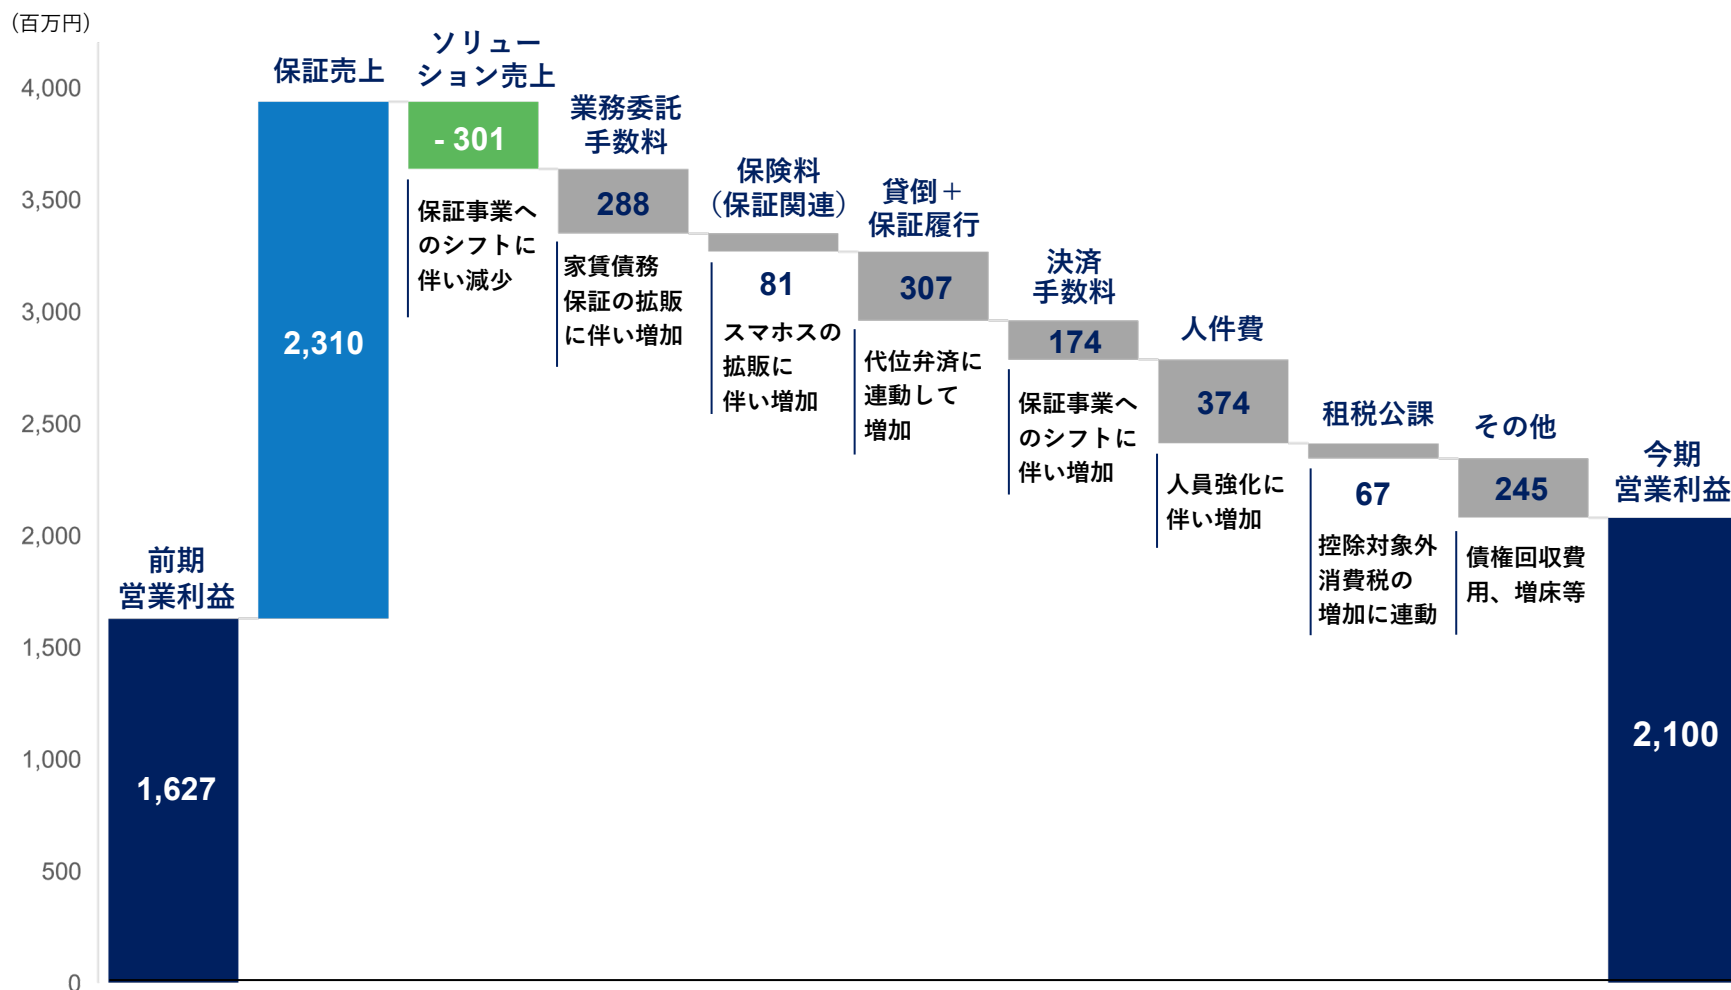 （百万円）
4,000
3,500
3,000
2,500
2,000
1,500
1,000
500
0
前期
営業利益
1,627
保証売上
2,310
ソリュー
ション売上
- 301
保証事業へ
のシフトに
伴い減少
業務委託
手数料
288
家賃債務
保証の拡販
に伴い増加
保険料
（保証関連）
81
スマホスの
拡販に
伴い増加
貸倒＋
保証履行
307
代位弁済に
連動して
増加
決済
手数料
174
保証事業へ
のシフトに
伴い増加
人件費
374
人員強化に
伴い増加
租税公課
67
控除対象外
消費税の
増加に連動
その他
245
債権回収費
用、増床等
今期
営業利益
2,100